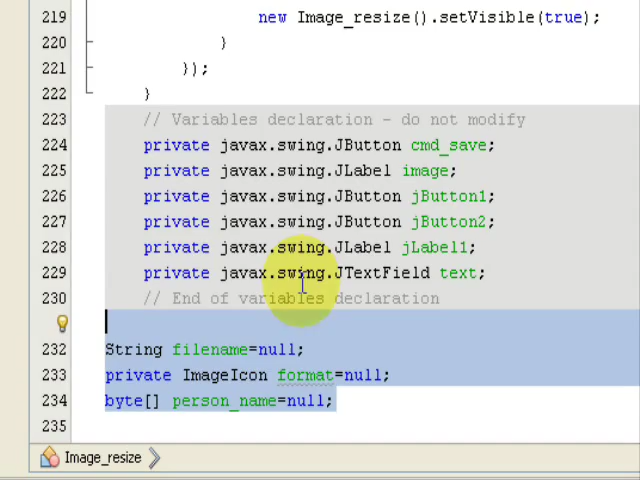 219 new Image_resize().setVisible(true);
220 }
221 });
222 }
223 // Variables declaration - do not modify
224 private javax.swing.JButton cmd_save;
225 private javax.swing.JLabel image;
226 private javax.swing.JButton jButton1;
227 private javax.swing.JButton jButton2;
228 private javax.swing.JLabel jLabel1;
229 private javax.swing.JTextField text;
230 // End of variables declaration
232 String filename=null;
233 private ImageIcon format=null;
234 byte[] person_name=null;
235
Image_resize